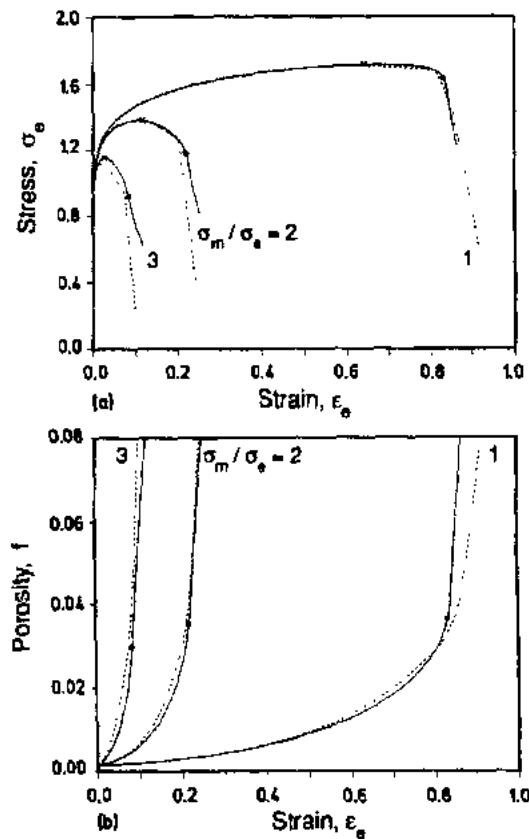 2.0
1.6
1.2
0.8
0.4
0.0
Stress, σₑ
σₘ / σₑ = 2
3
1
0.0 0.2 0.4 0.6 0.8 1.0
(a)
Strain, εₑ
0.08
0.06
0.04
0.02
0.00
Porosity, f
3
σₘ / σₑ = 2
1
0.0 0.2 0.4 0.6 0.8 1.0
(b)
Strain, εₑ